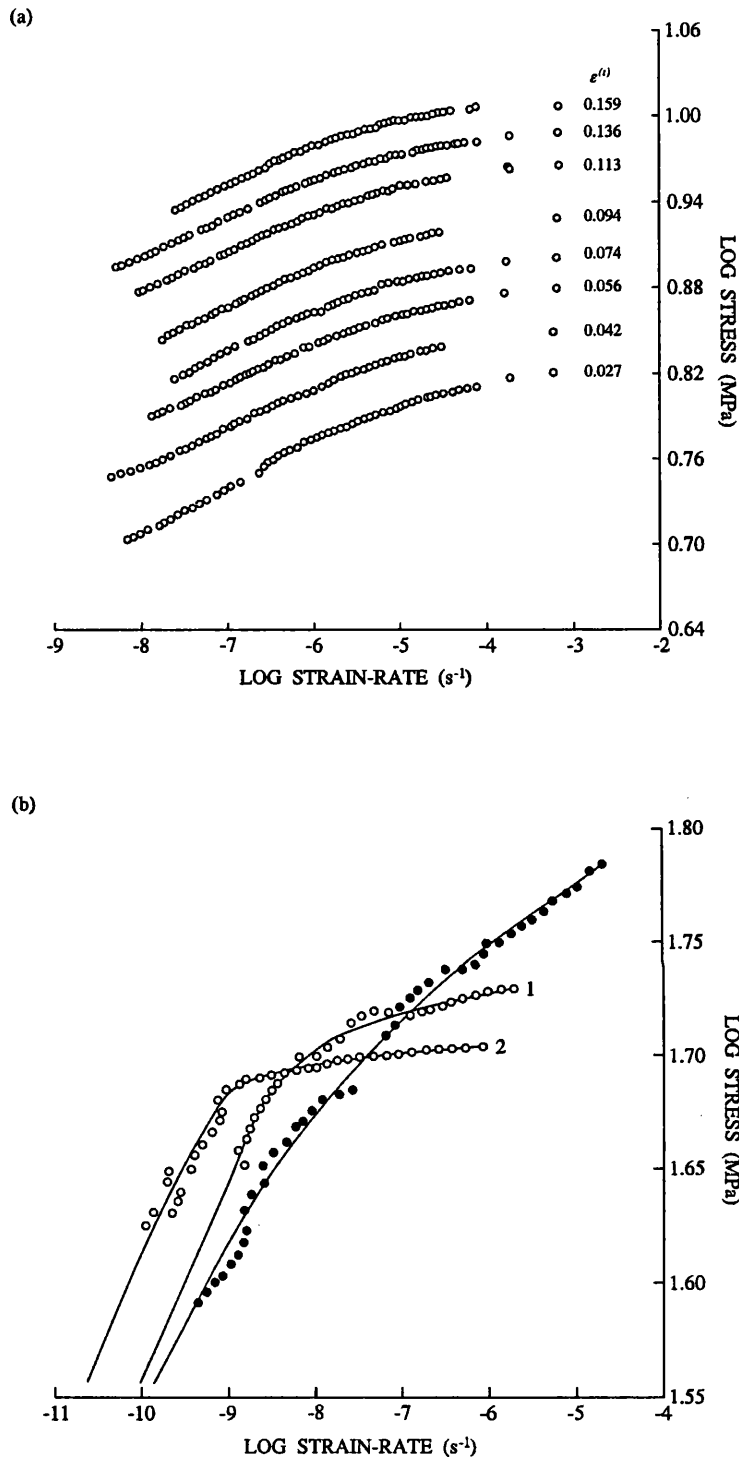 (a)
1.06
ε(t)
0.159
1.00
0.136
0.113
0.94
0.094
0.074
0.88
0.056
0.042
0.82
0.027
0.76
0.70
0.64
LOG STRESS (MPa)
-9 -8 -7 -6 -5 -4 -3 -2
LOG STRAIN-RATE (s-1)
(b)
1.80
1.75
1
2
1.70
1.65
1.60
1.55
LOG STRESS (MPa)
-11 -10 -9 -8 -7 -6 -5 -4
LOG STRAIN-RATE (s-1)